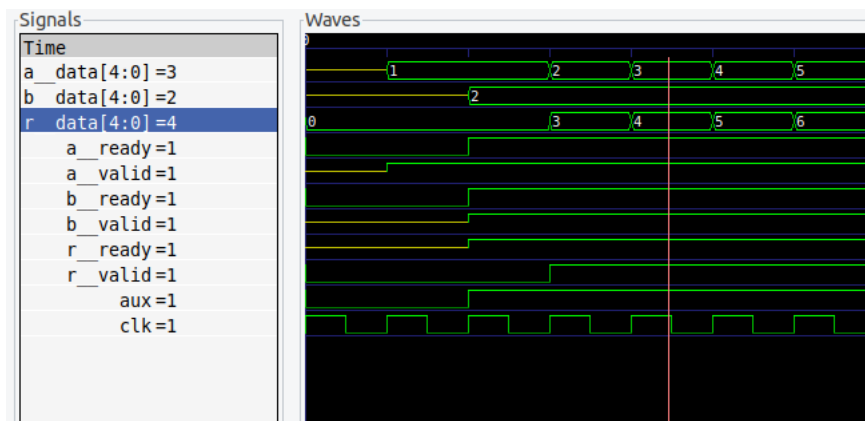 Signals
Waves
Time
0
a__data[4:0] =3
1 2 3 4 5
b__data[4:0] =2
2
r__data[4:0] =4
0 3 4 5 6
a__ready =1
a__valid =1
b__ready =1
b__valid =1
r__ready =1
r__valid =1
aux =1
clk =1